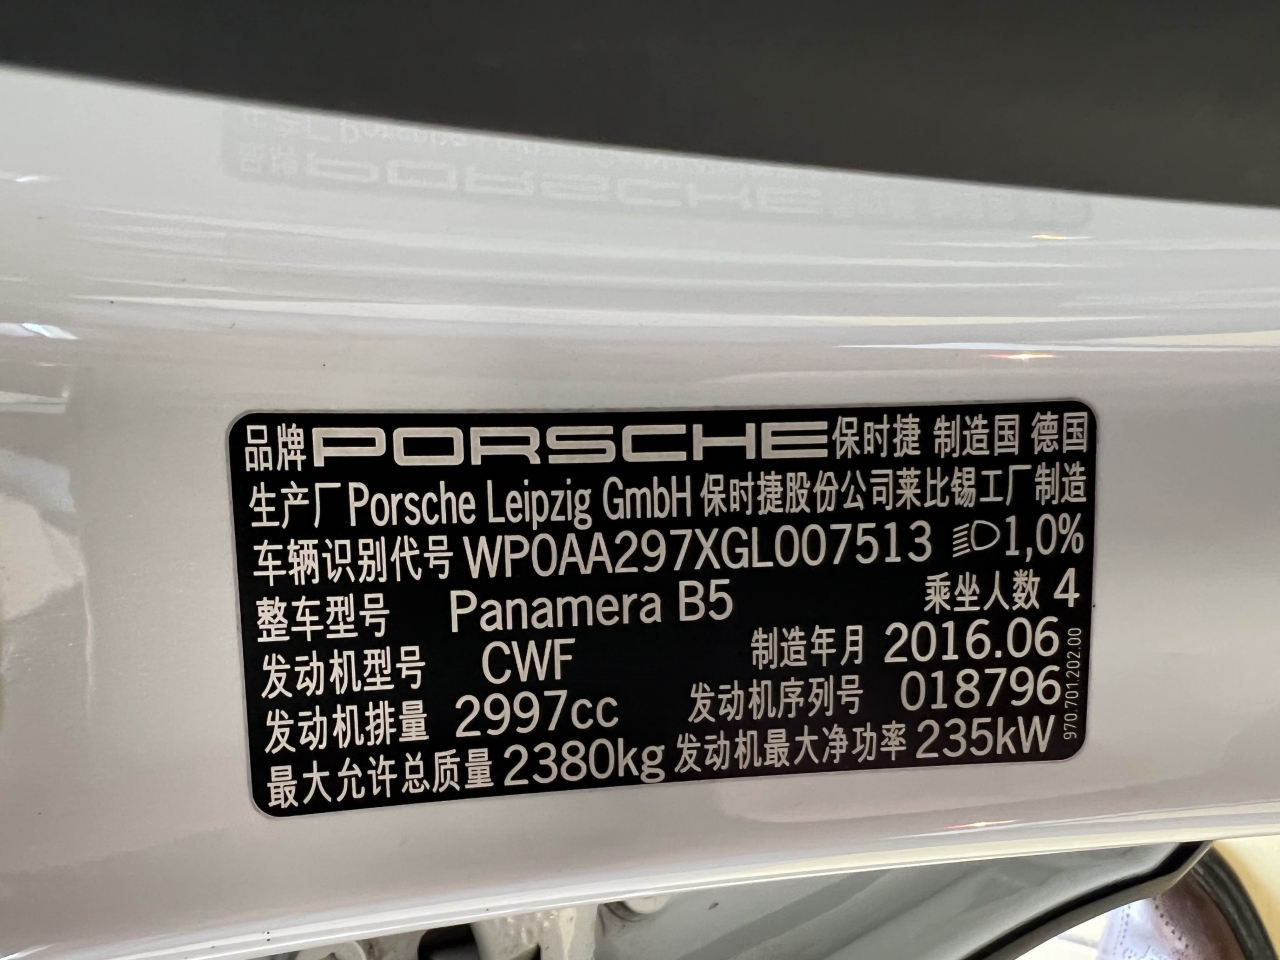 品牌 PORSCHE 保时捷 制造国 德国
生产厂 Porsche Leipzig GmbH 保时捷股份公司莱比锡工厂制造
车辆识别代号 WP0AA297XGL007513 1,0%
整车型号 Panamera B5 乘坐人数 4
发动机型号 CWF 制造年月 2016.06
发动机排量 2997cc 发动机序列号 018796
最大允许总质量 2380kg 发动机最大净功率 235kW
970.701.202.00